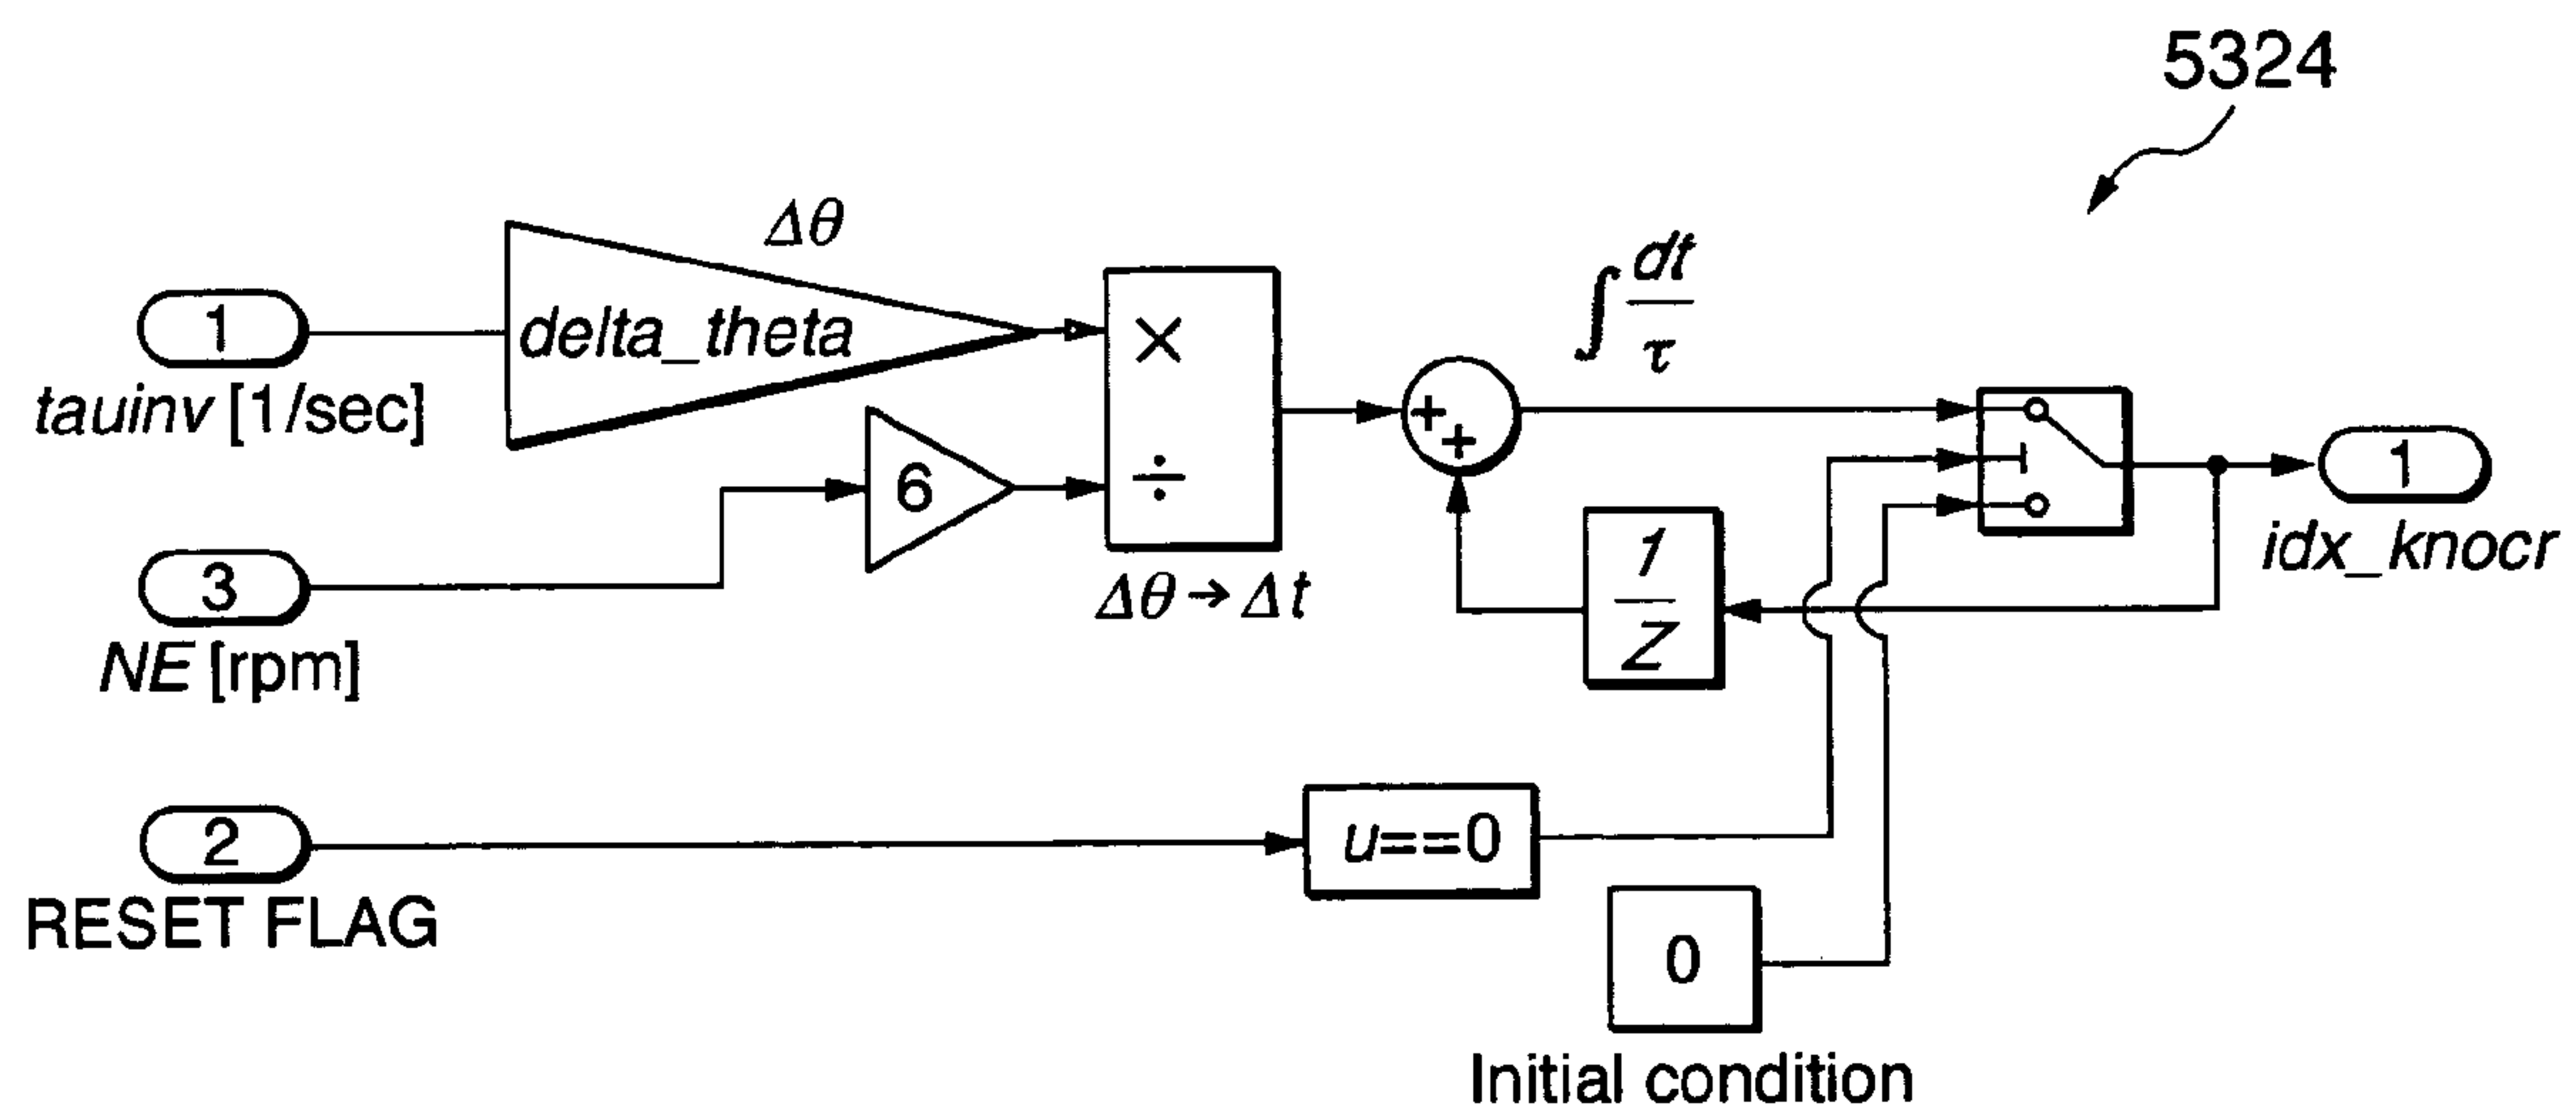 5324
Δθ
delta_theta
1
tauinv [1/sec]
×
÷
Δθ → Δt
6
3
NE [rpm]
∫ dt
τ
+
+
1
Z
1
idx_knocr
2
RESET FLAG
u==0
0
Initial condition